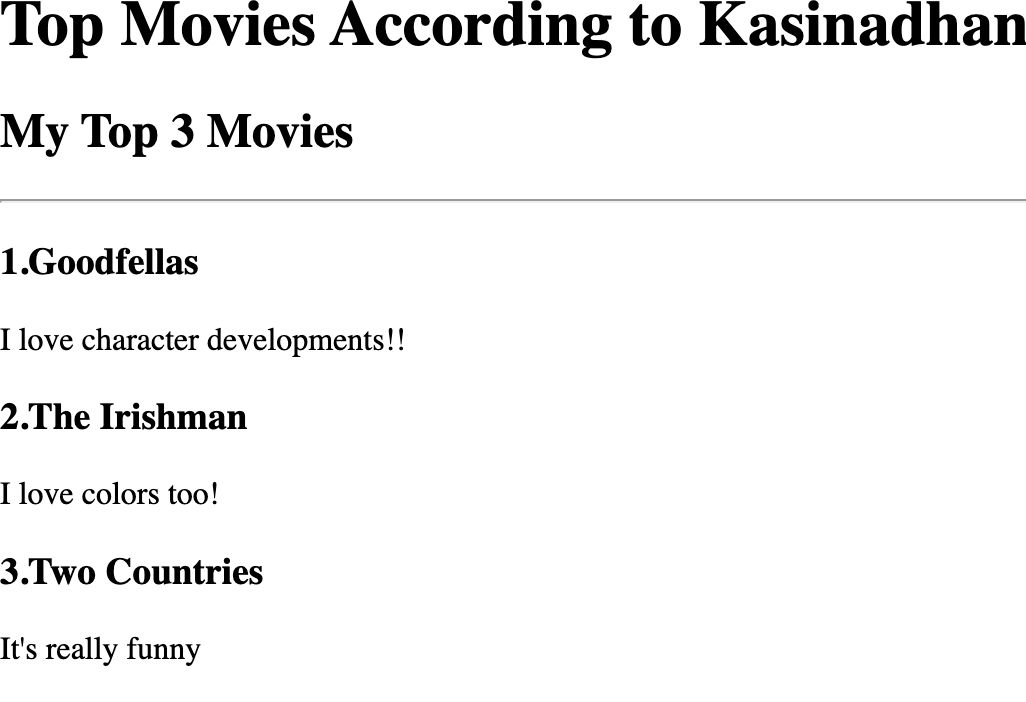 Top Movies According to Kasinadhan
My Top 3 Movies
1.Goodfellas
I love character developments!!
2.The Irishman
I love colors too!
3.Two Countries
It's really funny